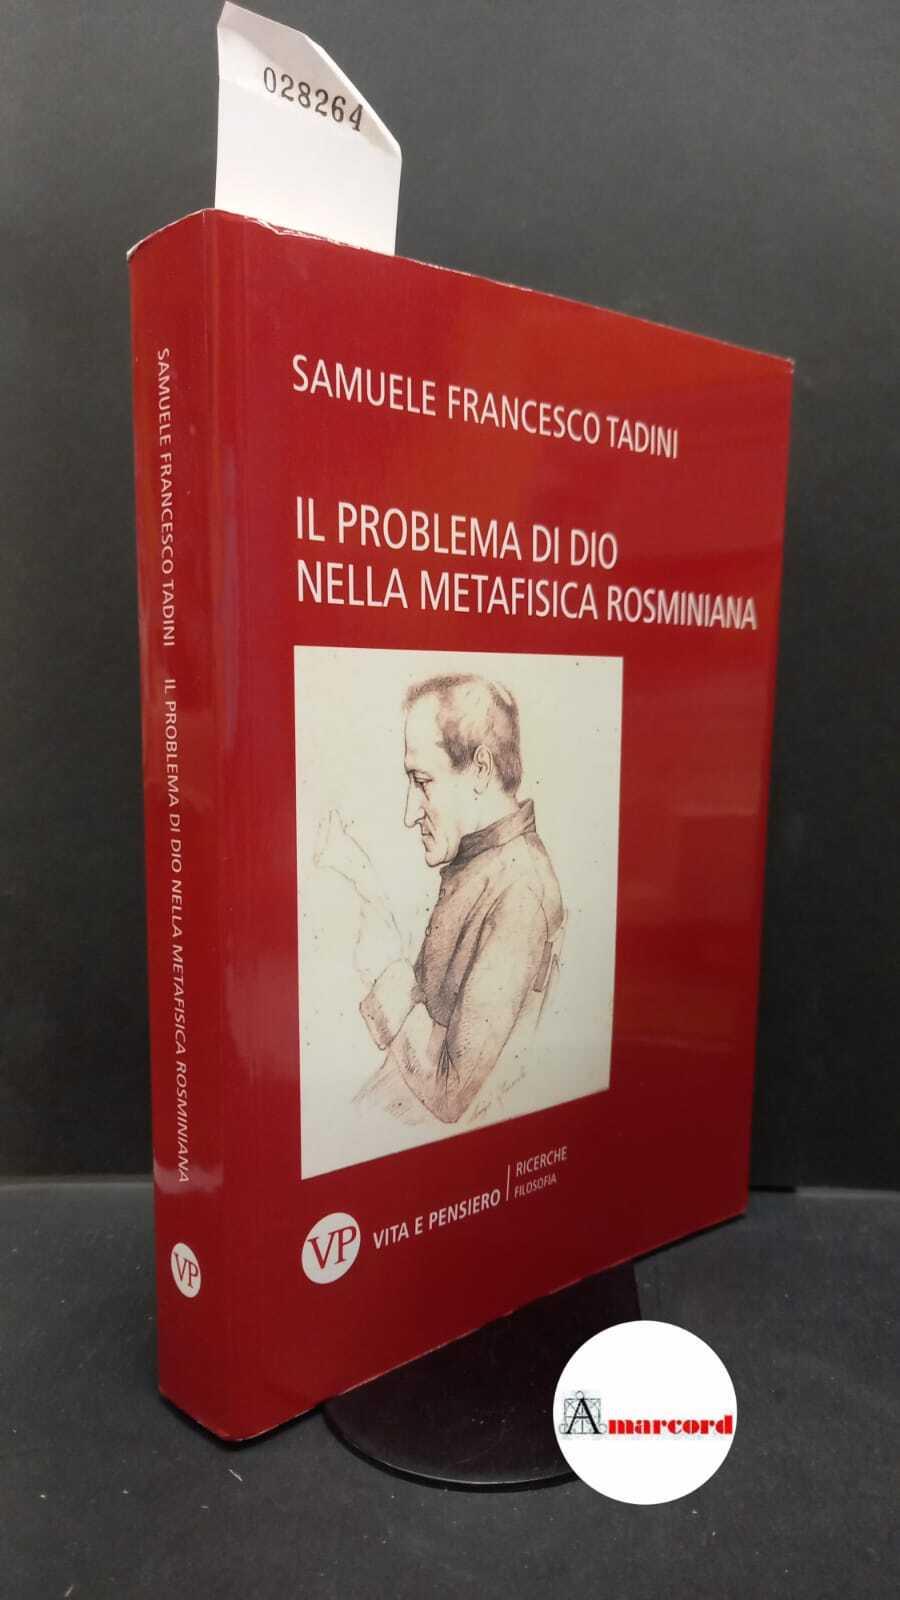 028264
SAMUELE FRANCESCO TADINI
IL PROBLEMA DI DIO
NELLA METAFISICA ROSMINIANA
VP VITA E PENSIERO
RICERCHE
FILOSOFIA
SAMUELE FRANCESCO TADINI IL PROBLEMA DI DIO NELLA METAFISICA ROSMINIANA
VP
Amarcord